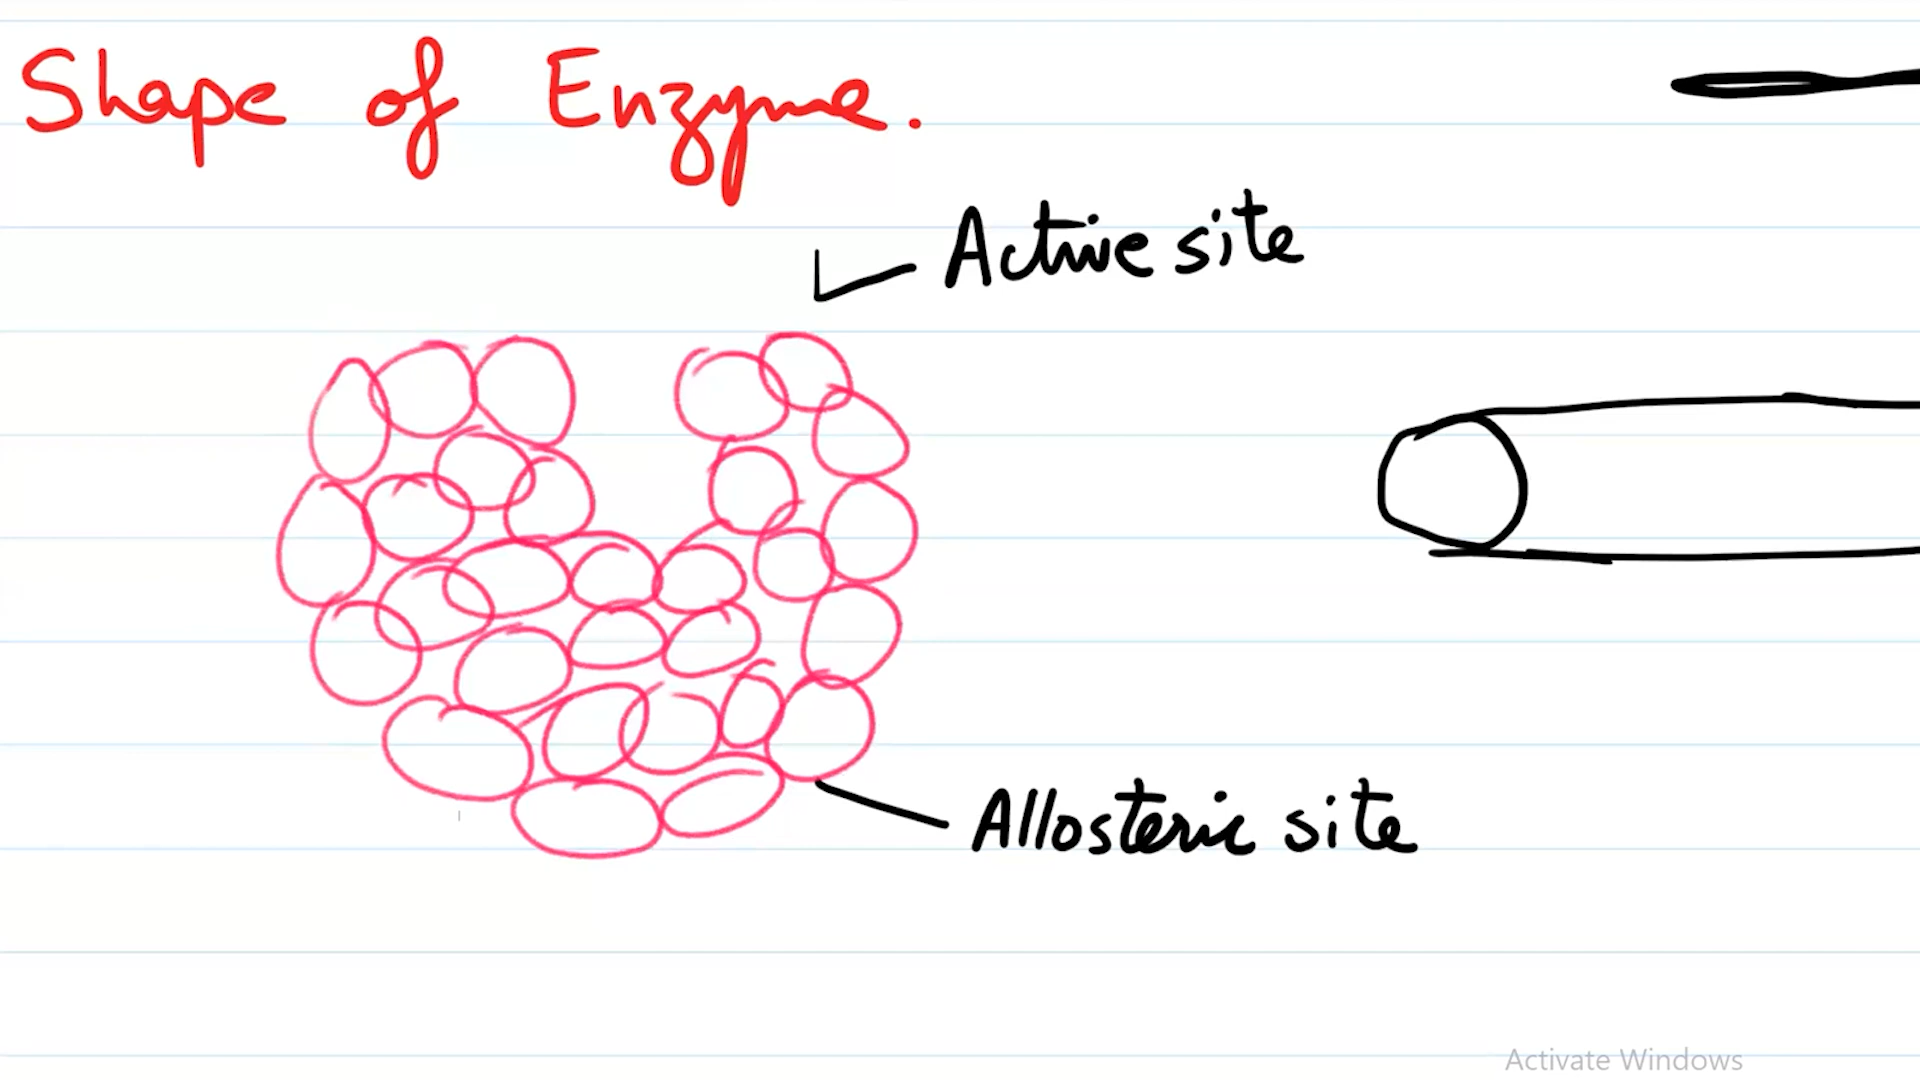 Shape of Enzyme.
Active site
Allosteric site
Activate Windows